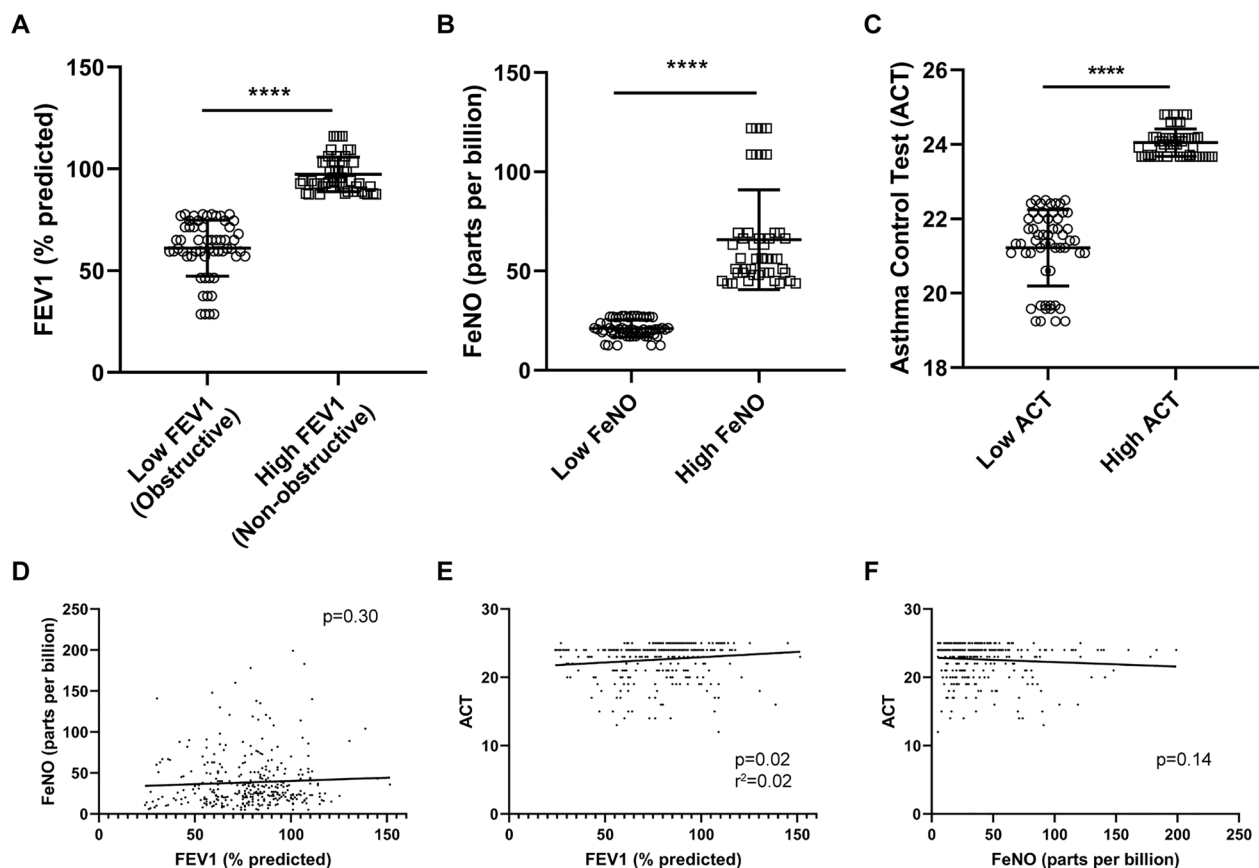 A
FEV1 (% predicted)
150
100
50
0
****
Low FEV1
(Obstructive)
High FEV1
(Non-obstructive)
B
FeNO (parts per billion)
150
100
50
0
****
Low FeNO
High FeNO
C
Asthma Control Test (ACT)
26
24
22
20
18
****
Low ACT
High ACT
D
FeNO (parts per billion)
250
200
150
100
50
0
p=0.30
0 50 100 150
FEV1 (% predicted)
E
ACT
30
20
10
0
p=0.02
r²=0.02
0 50 100 150
FEV1 (% predicted)
F
ACT
30
20
10
0
p=0.14
0 50 100 150 200 250
FeNO (parts per billion)